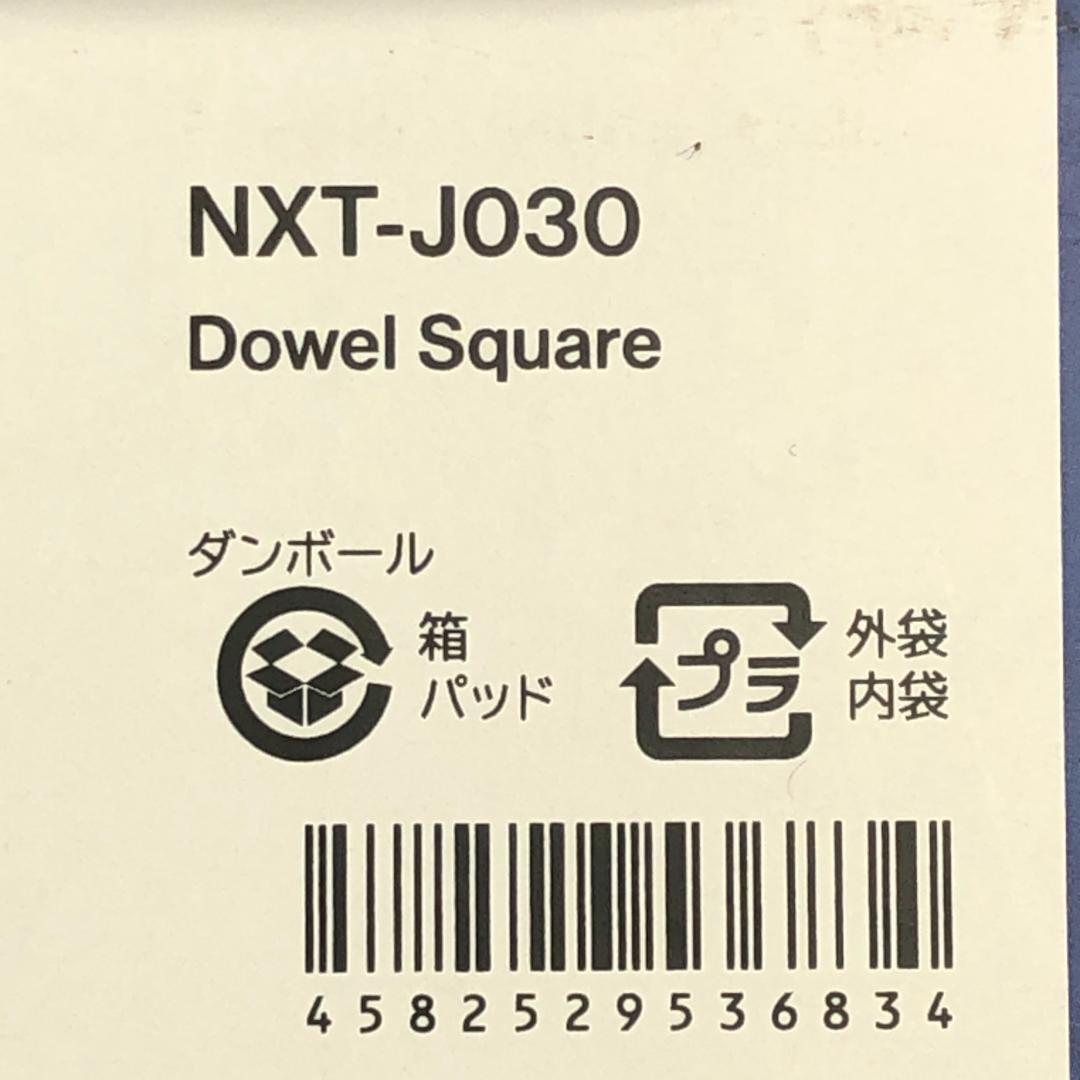 NXT-J030
Dowel Square
ダンボール
箱
パッド
プラ
外袋
内袋
4582529536834